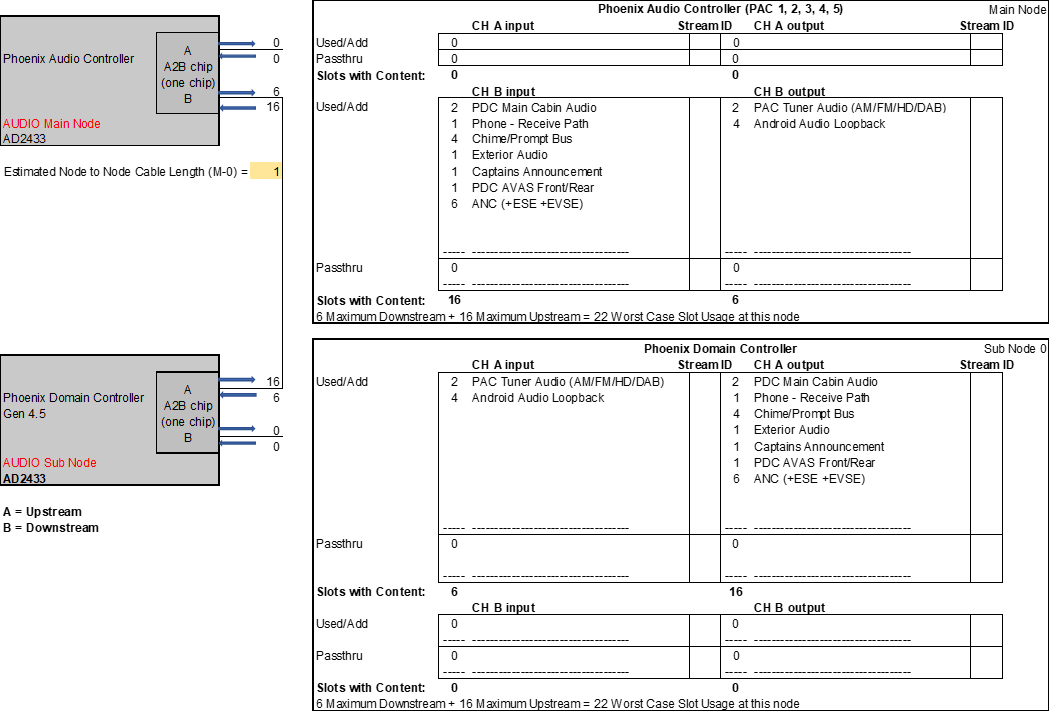 Phoenix Audio Controller
A
A2B chip
(one chip)
B
AUDIO Main Node
AD2433
0
0
6
16
Estimated Node to Node Cable Length (M-0) = 1
Phoenix Domain Controller
Gen 4.5
A
A2B chip
(one chip)
B
AUDIO Sub Node
AD2433
16
6
0
0
A = Upstream
B = Downstream
Phoenix Audio Controller (PAC 1, 2, 3, 4, 5) Main Node
CH A input Stream ID CH A output Stream ID
Used/Add 0 0
Passthru 0 0
Slots with Content: 0 0
CH B input CH B output
Used/Add 2 PDC Main Cabin Audio 2 PAC Tuner Audio (AM/FM/HD/DAB)
1 Phone - Receive Path 4 Android Audio Loopback
4 Chime/Prompt Bus
1 Exterior Audio
1 Captains Announcement
1 PDC AVAS Front/Rear
6 ANC (+ESE +EVSE)
----- ----------------------------------- ----- -----------------------------------
Passthru 0 0
----- ----------------------------------- ----- -----------------------------------
Slots with Content: 16 6
6 Maximum Downstream + 16 Maximum Upstream = 22 Worst Case Slot Usage at this node
Phoenix Domain Controller Sub Node 0
CH A input Stream ID CH A output Stream ID
Used/Add 2 PAC Tuner Audio (AM/FM/HD/DAB) 2 PDC Main Cabin Audio
4 Android Audio Loopback 1 Phone - Receive Path
4 Chime/Prompt Bus
1 Exterior Audio
1 Captains Announcement
1 PDC AVAS Front/Rear
6 ANC (+ESE +EVSE)
----- ----------------------------------- ----- -----------------------------------
Passthru 0 0
----- ----------------------------------- ----- -----------------------------------
Slots with Content: 6 16
CH B input CH B output
Used/Add 0 0
----- ----------------------------------- ----- -----------------------------------
Passthru 0 0
----- ----------------------------------- ----- -----------------------------------
Slots with Content: 0 0
6 Maximum Downstream + 16 Maximum Upstream = 22 Worst Case Slot Usage at this node